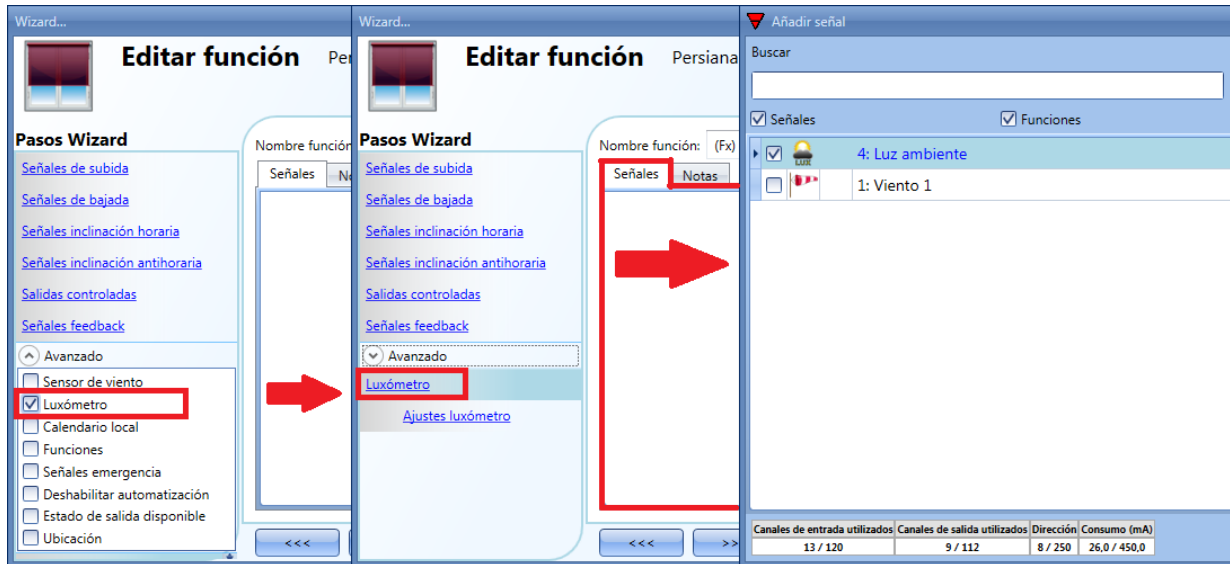 Wizard...
Editar función
Pasos Wizard
Señales de subida
Señales de bajada
Señales inclinación horaria
Señales inclinación antihoraria
Salidas controladas
Señales feedback
Avanzado
Sensor de viento
Luxómetro
Calendario local
Funciones
Señales emergencia
Deshabilitar automatización
Estado de salida disponible
Ubicación
Nombre función
Señales
<<<
Wizard...
Editar función Persiana
Pasos Wizard
Señales de subida
Señales de bajada
Señales inclinación horaria
Señales inclinación antihoraria
Salidas controladas
Señales feedback
Avanzado
Luxómetro
Ajustes luxómetro
Nombre función: (Fx)
Señales Notas
<<< >>
Añadir señal
Buscar
Señales Funciones
4: Luz ambiente
1: Viento 1
Canales de entrada utilizados Canales de salida utilizados Dirección Consumo (mA)
13 / 120 9 / 112 8 / 250 26,0 / 450,0